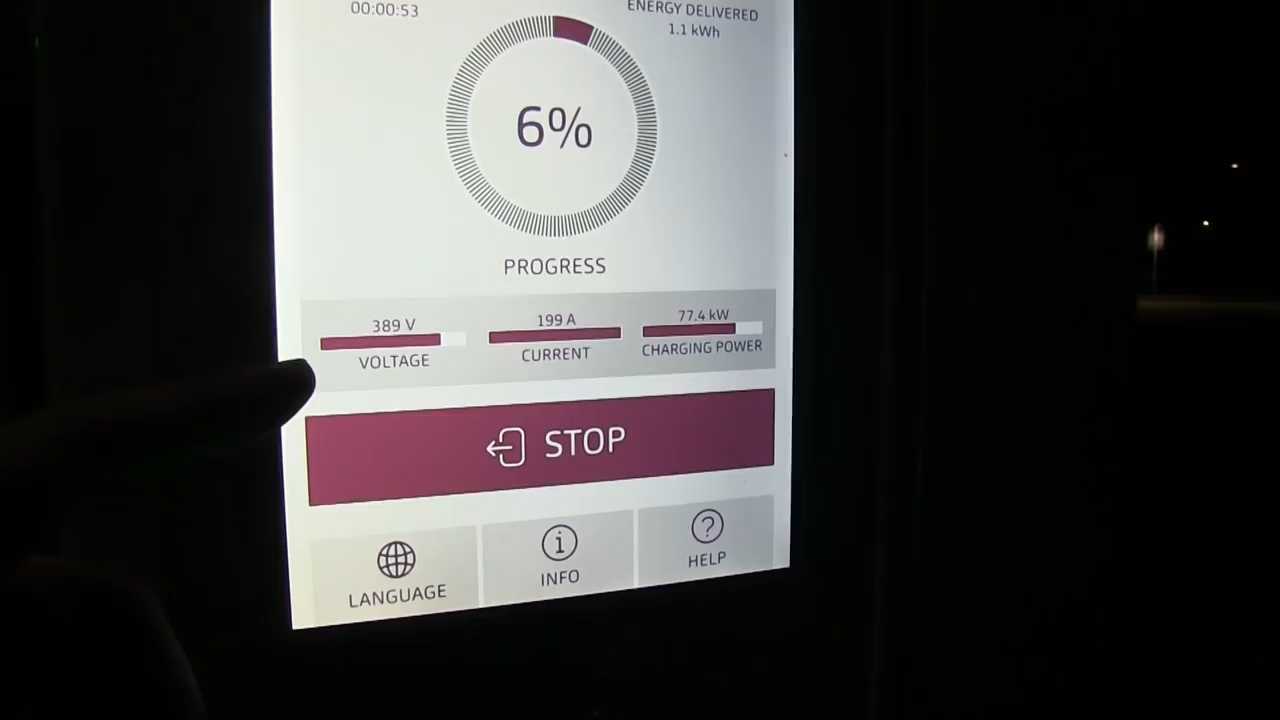 00:00:53
ENERGY DELIVERED
1.1 kWh
6%
PROGRESS
389 V
199 A
77.4 kW
VOLTAGE
CURRENT
CHARGING POWER
STOP
LANGUAGE
INFO
HELP